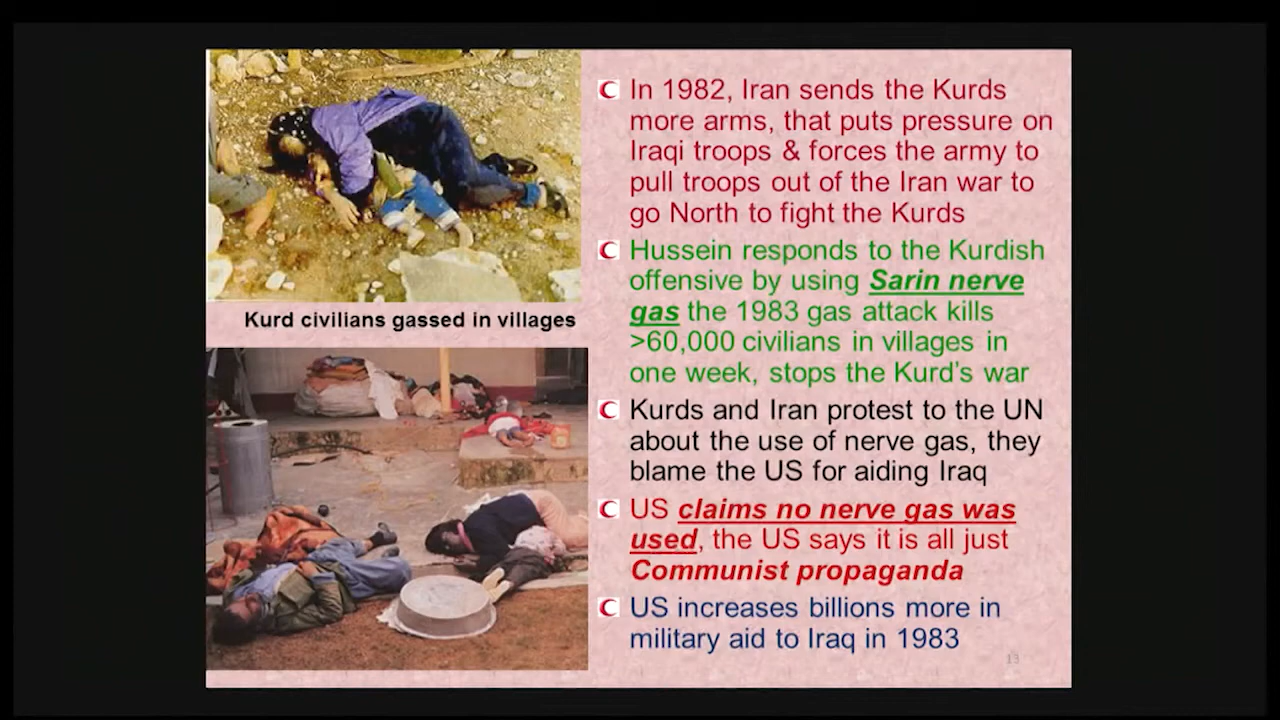 In 1982, Iran sends the Kurds
more arms, that puts pressure on
Iraqi troops & forces the army to
pull troops out of the Iran war to
go North to fight the Kurds
Hussein responds to the Kurdish
offensive by using Sarin nerve
gas the 1983 gas attack kills
>60,000 civilians in villages in
one week, stops the Kurd's war
Kurds and Iran protest to the UN
about the use of nerve gas, they
blame the US for aiding Iraq
US claims no nerve gas was
used, the US says it is all just
Communist propaganda
US increases billions more in
military aid to Iraq in 1983
Kurd civilians gassed in villages
13